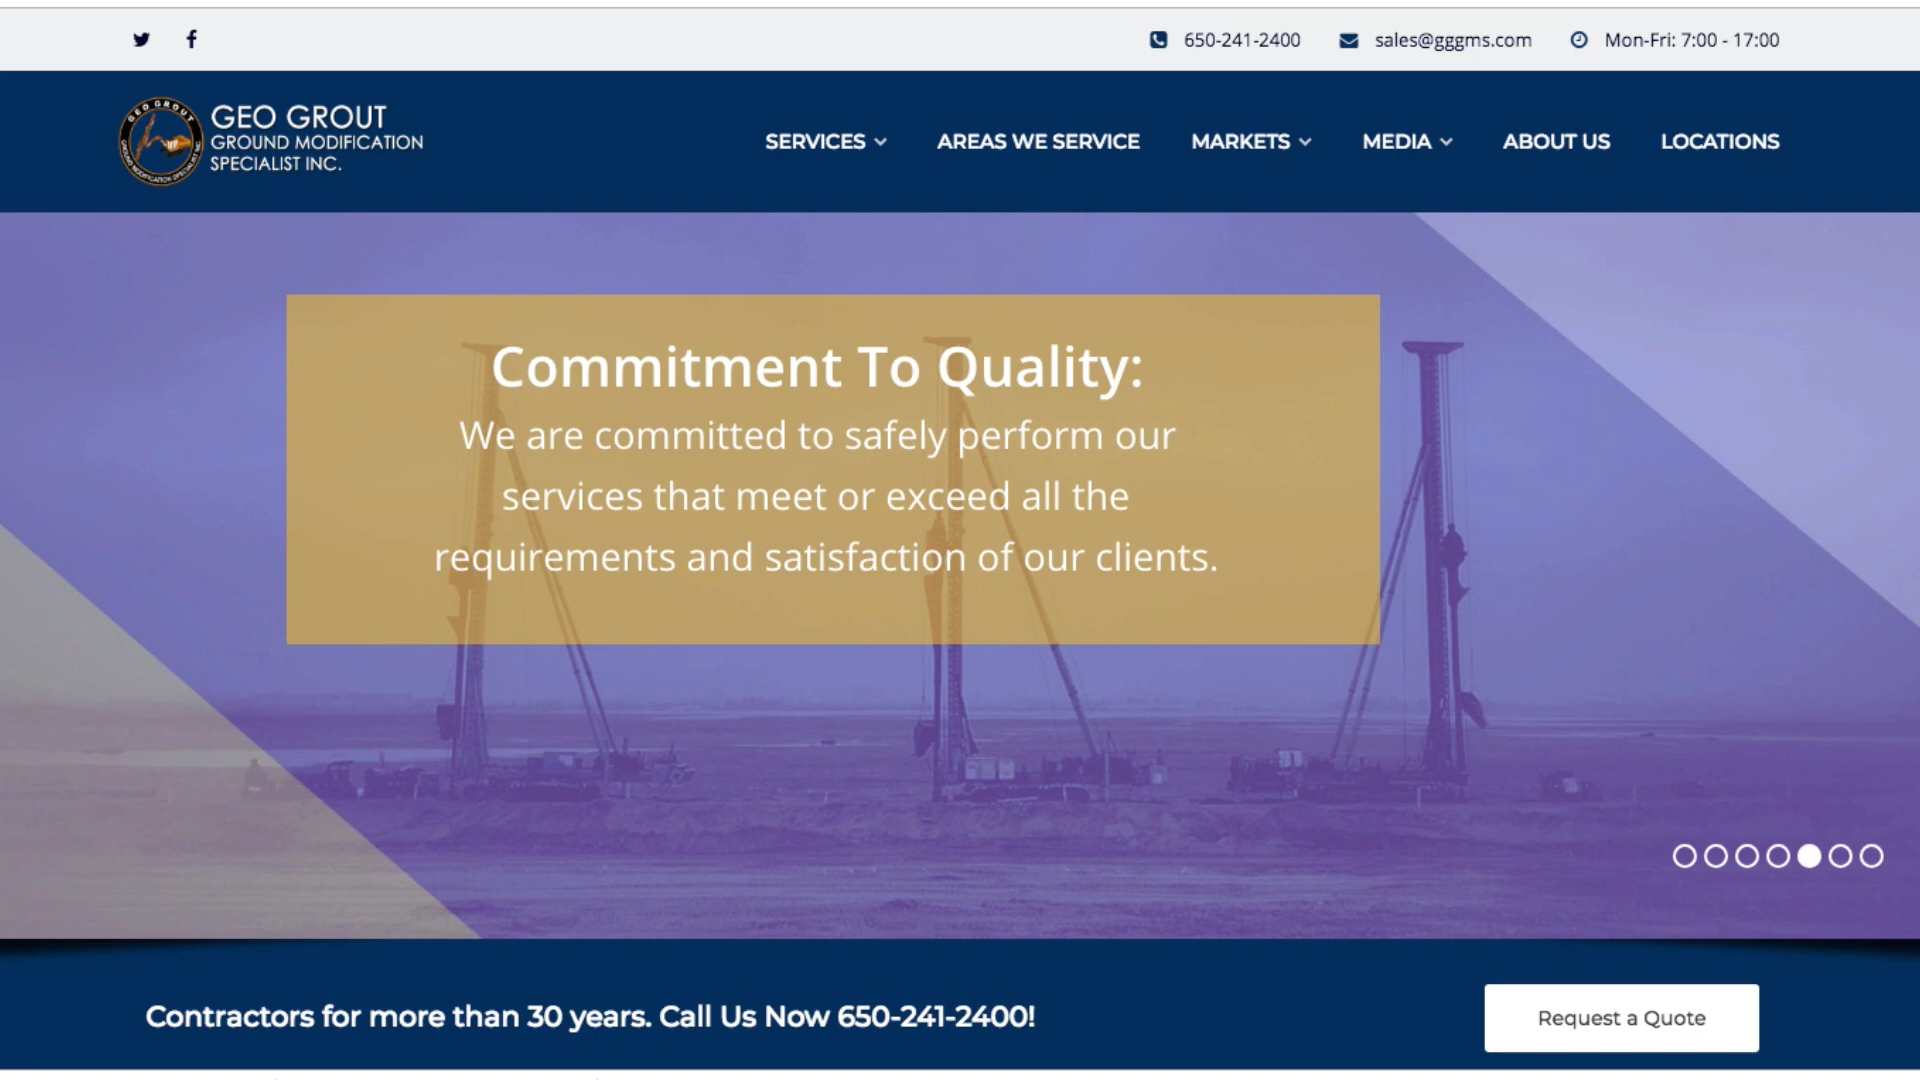 650-241-2400
sales@gggms.com
Mon-Fri: 7:00 - 17:00
GEO GROUT
GROUND MODIFICATION
SPECIALIST INC.
SERVICES
AREAS WE SERVICE
MARKETS
MEDIA
ABOUT US
LOCATIONS
Commitment To Quality:
We are committed to safely perform our
services that meet or exceed all the
requirements and satisfaction of our clients.
Contractors for more than 30 years. Call Us Now 650-241-2400!
Request a Quote